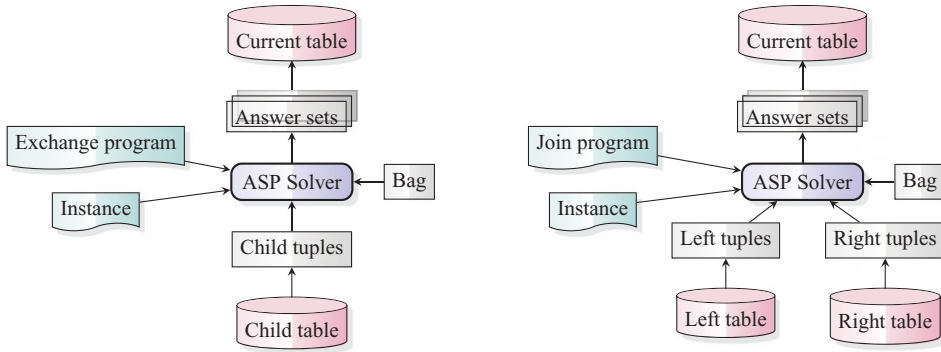 Current table
Answer sets
Exchange program
ASP Solver
Bag
Instance
Child tuples
Child table
Current table
Answer sets
Join program
ASP Solver
Bag
Instance
Left tuples
Right tuples
Left table
Right table